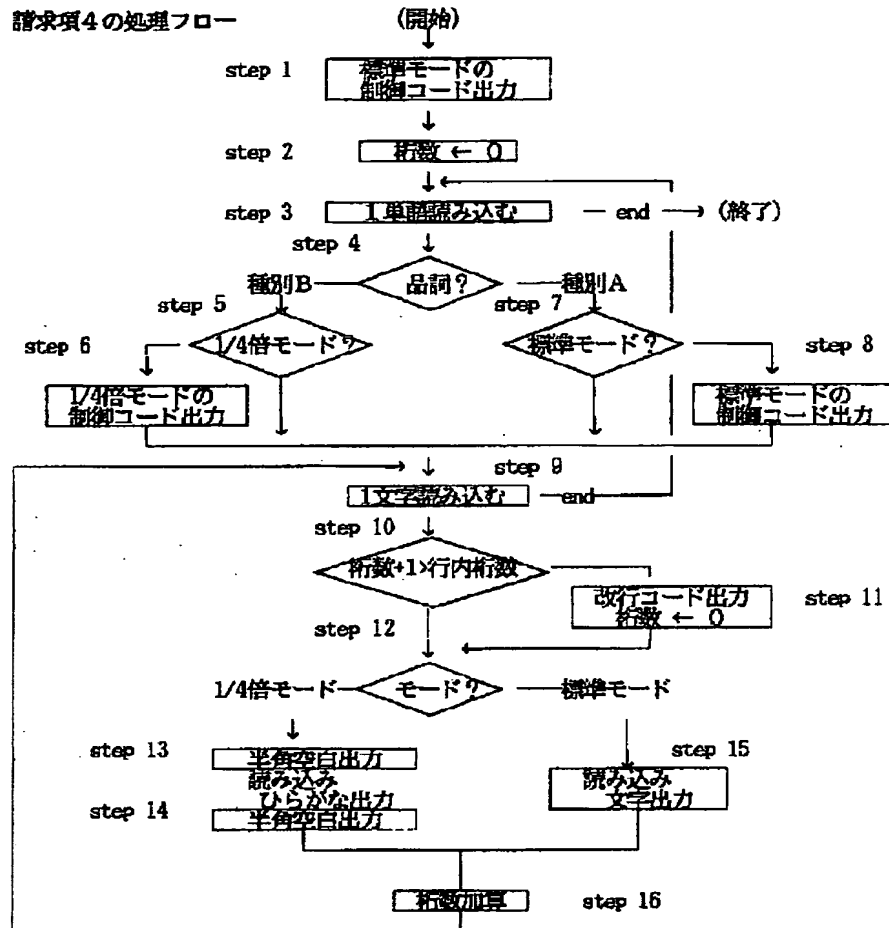 請求項4の処理フロー
(開始)
step 1
標準モードの
制御コード出力
step 2
桁数 ← 0
step 3
1単語読み込む
end
(終了)
step 4
品詞?
種別B
種別A
step 5
1/4倍モード?
step 7
標準モード?
step 6
1/4倍モードの
制御コード出力
step 8
標準モードの
制御コード出力
step 9
1文字読み込む
end
step 10
桁数+1>行内桁数
改行コード出力
桁数 ← 0
step 11
step 12
1/4倍モード
モード?
標準モード
step 13
半角空白出力
読み込み
ひらがな出力
step 14
半角空白出力
step 15
読み込み
文字出力
桁数加算
step 16